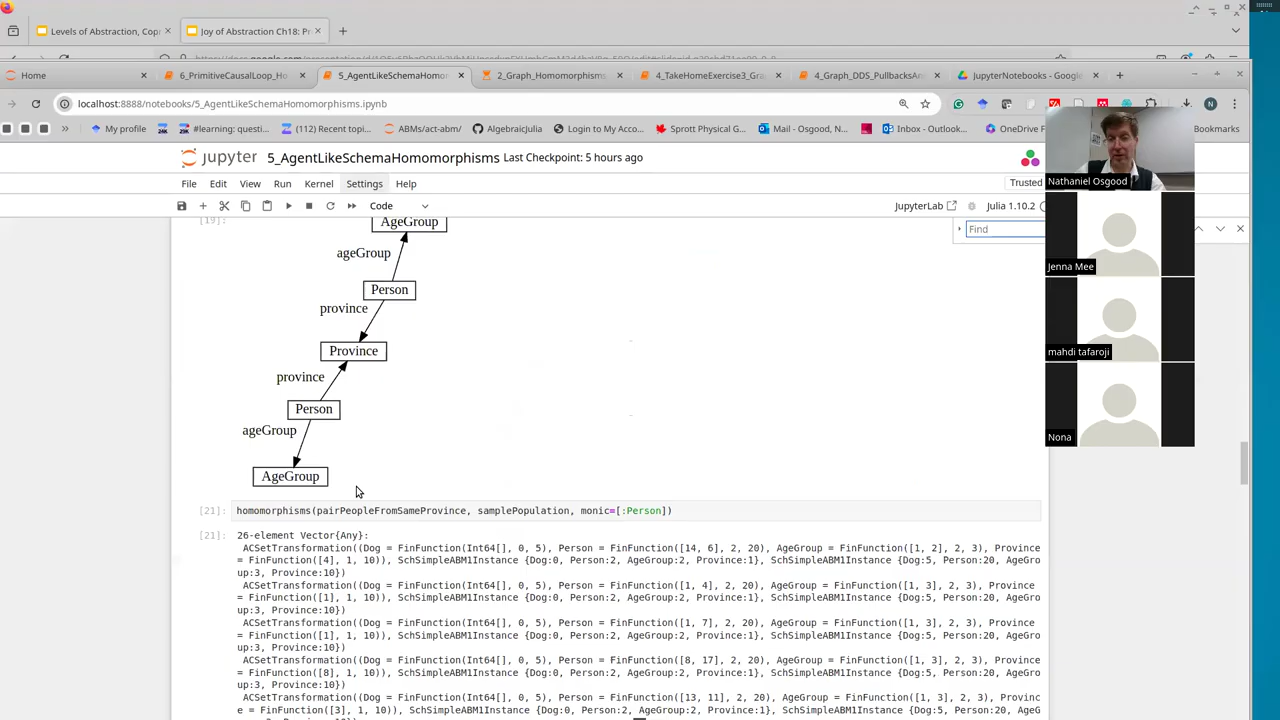 Levels of Abstraction, Cop
Joy of Abstraction Ch18: P
Home
6_PrimitiveCausalLoop_Ho
5_AgentLikeSchemaHomomor
2_Graph_Homomorphisms
4_TakeHomeExercise3_Gra
4_Graph_DDS_PullbacksAn
JupyterNotebooks - Google
localhost:8888/notebooks/5_AgentLikeSchemaHomomorphisms.ipynb
My profile
#learning: questi...
(112) Recent topi...
ABMs/act-abm/
AlgebraicJulia
Login to My Acco...
Sprott Physical G...
Mail - Osgood, N...
Inbox - Outlook...
OneDrive
Bookmarks
jupyter 5_AgentLikeSchemaHomomorphisms Last Checkpoint: 5 hours ago
File Edit View Run Kernel Settings Help
Trusted
Code
JupyterLab
Julia 1.10.2
Find
Nathaniel Osgood
Jenna Mee
mahdi tafaroji
Nona
[19]:
AgeGroup
ageGroup
Person
province
Province
province
Person
ageGroup
AgeGroup
[21]: homomorphisms(pairPeopleFromSameProvince, samplePopulation, monic=[:Person])
[21]: 26-element Vector{Any}:
ACSetTransformation((Dog = FinFunction(Int64[], 0, 5), Person = FinFunction([14, 6], 2, 20), AgeGroup = FinFunction([1, 2], 2, 3), Province
= FinFunction([4], 1, 10)), SchSimpleABM1Instance {Dog:0, Person:2, AgeGroup:2, Province:1}, SchSimpleABM1Instance {Dog:5, Person:20, AgeGro
up:3, Province:10})
ACSetTransformation((Dog = FinFunction(Int64[], 0, 5), Person = FinFunction([1, 4], 2, 20), AgeGroup = FinFunction([1, 3], 2, 3), Province
= FinFunction([1], 1, 10)), SchSimpleABM1Instance {Dog:0, Person:2, AgeGroup:2, Province:1}, SchSimpleABM1Instance {Dog:5, Person:20, AgeGro
up:3, Province:10})
ACSetTransformation((Dog = FinFunction(Int64[], 0, 5), Person = FinFunction([1, 7], 2, 20), AgeGroup = FinFunction([1, 3], 2, 3), Province
= FinFunction([1], 1, 10)), SchSimpleABM1Instance {Dog:0, Person:2, AgeGroup:2, Province:1}, SchSimpleABM1Instance {Dog:5, Person:20, AgeGro
up:3, Province:10})
ACSetTransformation((Dog = FinFunction(Int64[], 0, 5), Person = FinFunction([8, 17], 2, 20), AgeGroup = FinFunction([1, 3], 2, 3), Province
= FinFunction([8], 1, 10)), SchSimpleABM1Instance {Dog:0, Person:2, AgeGroup:2, Province:1}, SchSimpleABM1Instance {Dog:5, Person:20, AgeGro
up:3, Province:10})
ACSetTransformation((Dog = FinFunction(Int64[], 0, 5), Person = FinFunction([13, 11], 2, 20), AgeGroup = FinFunction([1, 3], 2, 3), Provinc
e = FinFunction([3], 1, 10)), SchSimpleABM1Instance {Dog:0, Person:2, AgeGroup:2, Province:1}, SchSimpleABM1Instance {Dog:5, Person:20, AgeG